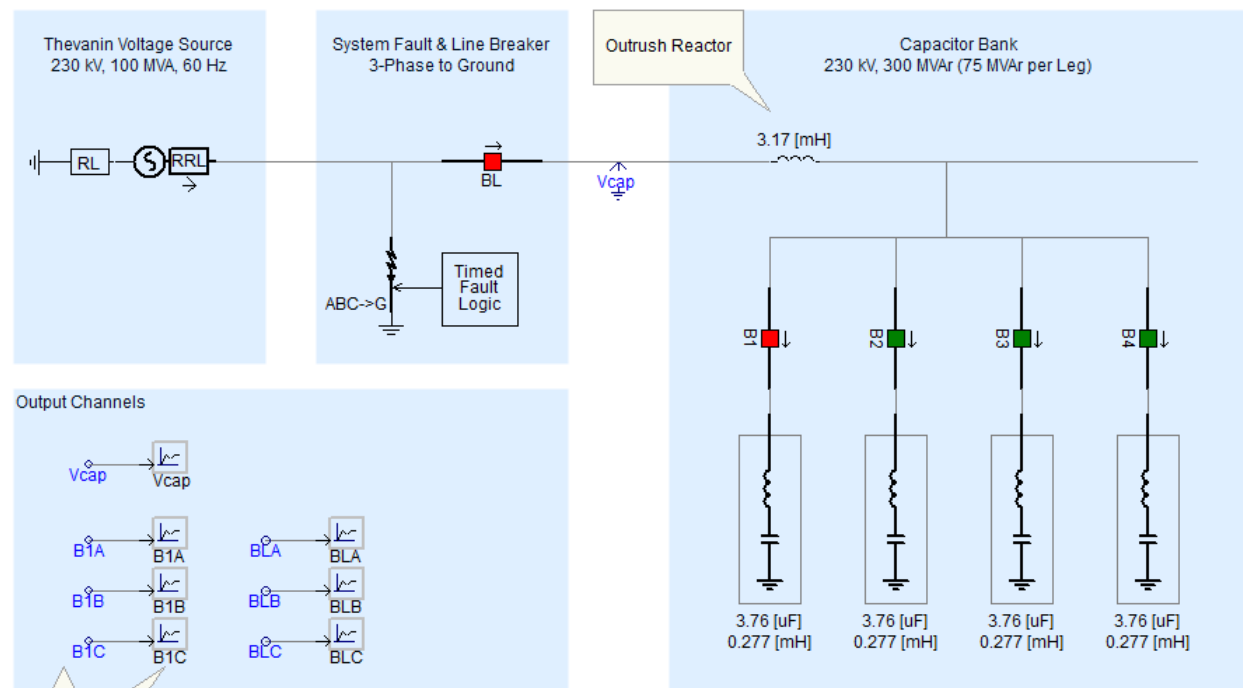 Thevanin Voltage Source
230 kV, 100 MVA, 60 Hz
RL
RRL
System Fault & Line Breaker
3-Phase to Ground
BL
ABC->G
Timed
Fault
Logic
Outrush Reactor
Vcap
Capacitor Bank
230 kV, 300 MVAr (75 MVAr per Leg)
3.17 [mH]
B1
B2
B3
B4
3.76 [uF]
0.277 [mH]
3.76 [uF]
0.277 [mH]
3.76 [uF]
0.277 [mH]
3.76 [uF]
0.277 [mH]
Output Channels
Vcap
Vcap
B1A
B1A
BLA
BLA
B1B
B1B
BLB
BLB
B1C
B1C
BLC
BLC